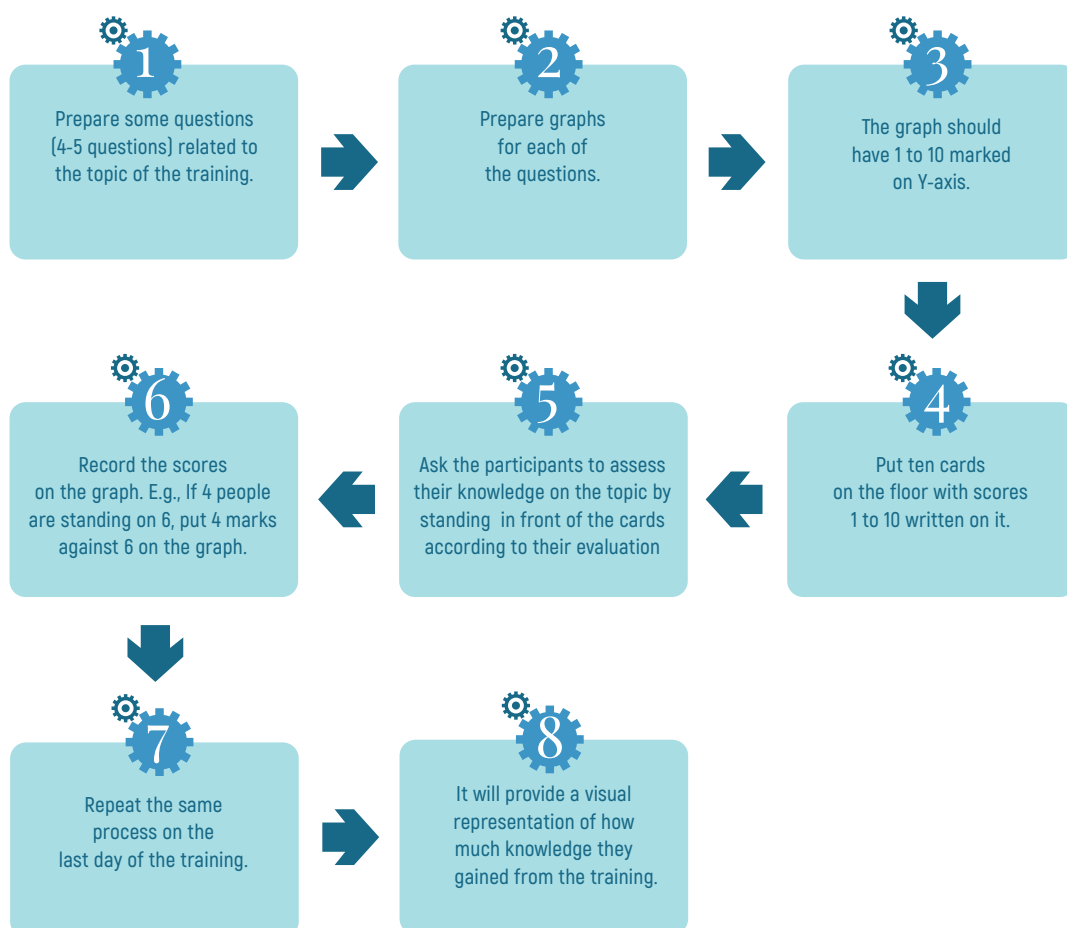 1
Prepare some questions
(4-5 questions) related to
the topic of the training.
2
Prepare graphs
for each of
the questions.
3
The graph should
have 1 to 10 marked
on Y-axis.
4
Put ten cards
on the floor with scores
1 to 10 written on it.
5
Ask the participants to assess
their knowledge on the topic by
standing in front of the cards
according to their evaluation
6
Record the scores
on the graph. E.g., If 4 people
are standing on 6, put 4 marks
against 6 on the graph.
7
Repeat the same
process on the
last day of the training.
8
It will provide a visual
representation of how
much knowledge they
gained from the training.